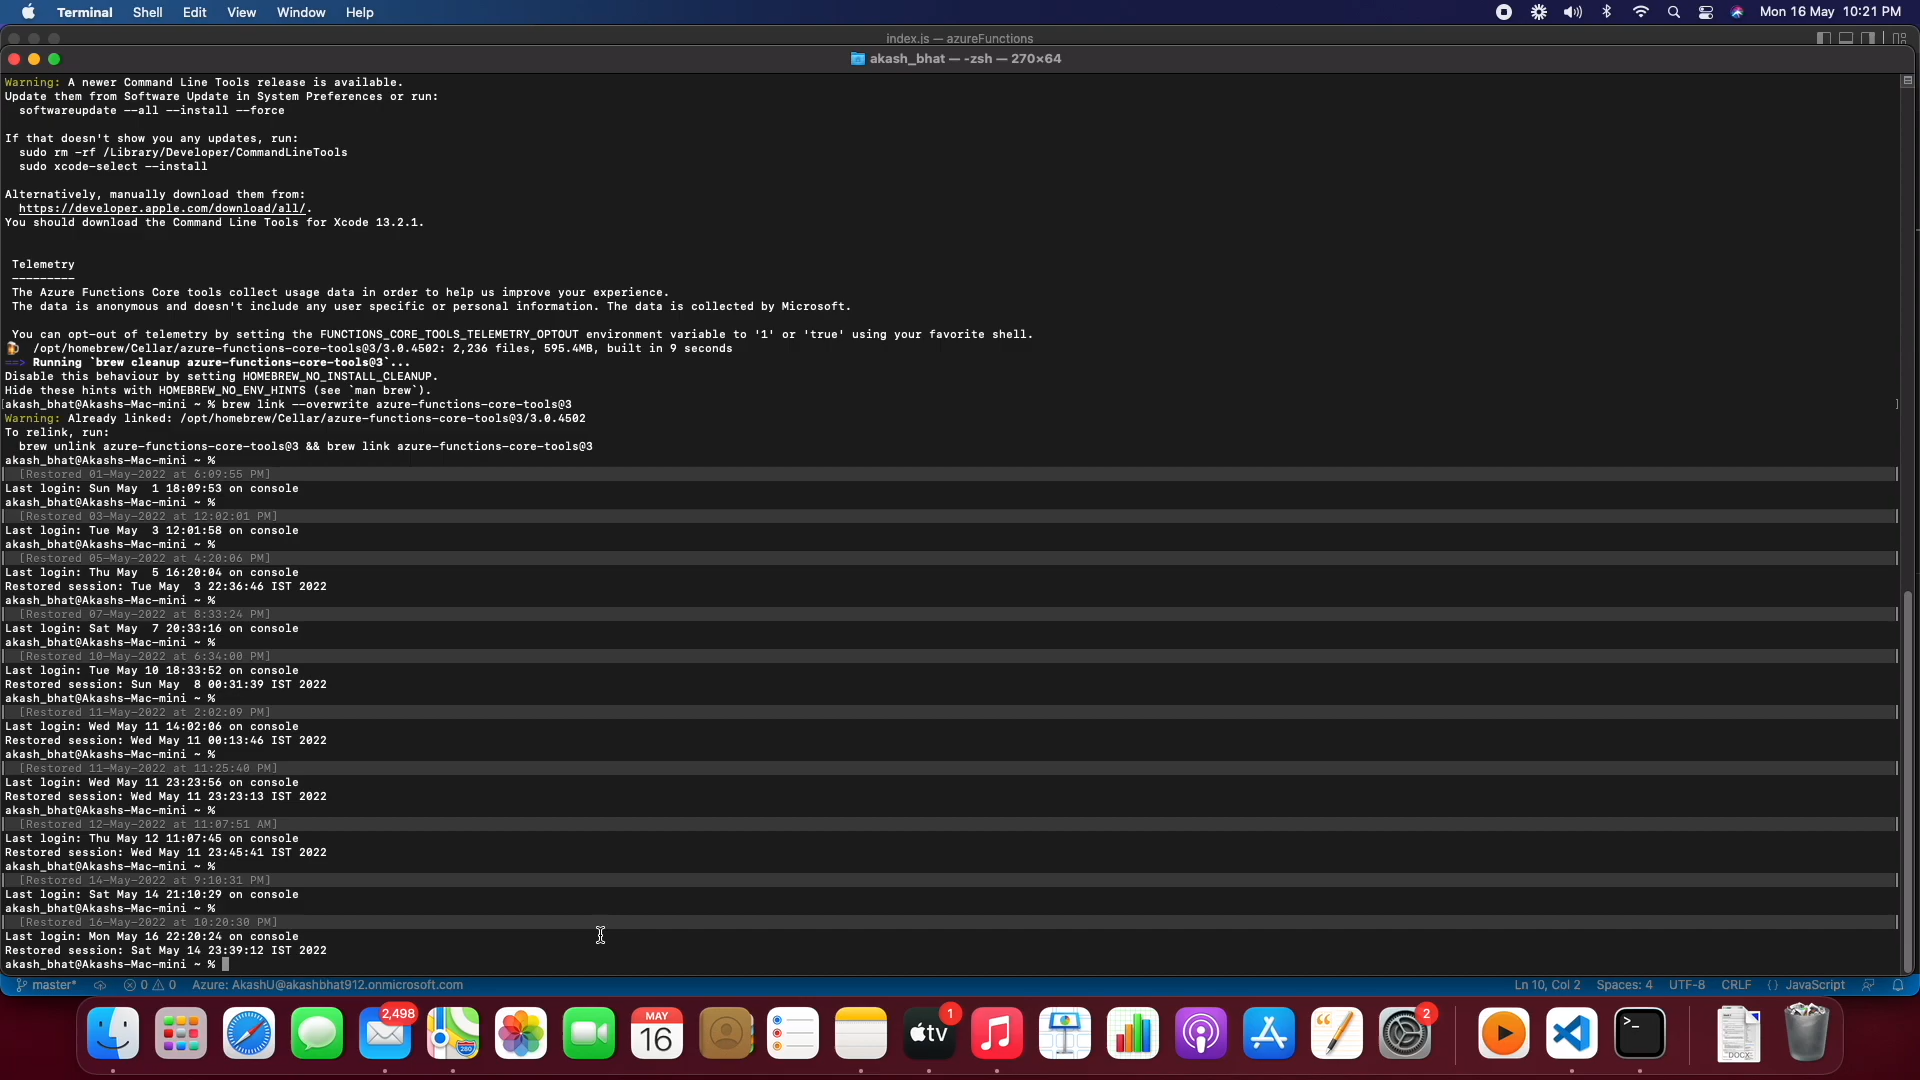 Terminal Shell Edit View Window Help Mon 16 May 10:21 PM
index.js — azureFunctions
akash_bhat — -zsh — 270×64
Warning: A newer Command Line Tools release is available.
Update them from Software Update in System Preferences or run:
softwareupdate --all --install --force
If that doesn't show you any updates, run:
sudo rm -rf /Library/Developer/CommandLineTools
sudo xcode-select --install
Alternatively, manually download them from:
https://developer.apple.com/download/all/.
You should download the Command Line Tools for Xcode 13.2.1.
Telemetry
---------
The Azure Functions Core tools collect usage data in order to help us improve your experience.
The data is anonymous and doesn't include any user specific or personal information. The data is collected by Microsoft.
You can opt-out of telemetry by setting the FUNCTIONS_CORE_TOOLS_TELEMETRY_OPTOUT environment variable to '1' or 'true' using your favorite shell.
🍺 /opt/homebrew/Cellar/azure-functions-core-tools@3/3.0.4502: 2,236 files, 595.4MB, built in 9 seconds
==> Running `brew cleanup azure-functions-core-tools@3`...
Disable this behaviour by setting HOMEBREW_NO_INSTALL_CLEANUP.
Hide these hints with HOMEBREW_NO_ENV_HINTS (see `man brew`).
[akash_bhat@Akashs-Mac-mini ~ % brew link --overwrite azure-functions-core-tools@3 ]
Warning: Already linked: /opt/homebrew/Cellar/azure-functions-core-tools@3/3.0.4502
To relink, run:
brew unlink azure-functions-core-tools@3 && brew link azure-functions-core-tools@3
akash_bhat@Akashs-Mac-mini ~ %
[Restored 01-May-2022 at 6:09:55 PM]
Last login: Sun May  1 18:09:53 on console
akash_bhat@Akashs-Mac-mini ~ %
[Restored 03-May-2022 at 12:02:01 PM]
Last login: Tue May  3 12:01:58 on console
akash_bhat@Akashs-Mac-mini ~ %
[Restored 05-May-2022 at 4:20:06 PM]
Last login: Thu May  5 16:20:04 on console
Restored session: Tue May  3 22:36:46 IST 2022
akash_bhat@Akashs-Mac-mini ~ %
[Restored 07-May-2022 at 8:33:24 PM]
Last login: Sat May  7 20:33:16 on console
akash_bhat@Akashs-Mac-mini ~ %
[Restored 10-May-2022 at 6:34:00 PM]
Last login: Tue May 10 18:33:52 on console
Restored session: Sun May  8 00:31:39 IST 2022
akash_bhat@Akashs-Mac-mini ~ %
[Restored 11-May-2022 at 2:02:09 PM]
Last login: Wed May 11 14:02:06 on console
Restored session: Wed May 11 00:13:46 IST 2022
akash_bhat@Akashs-Mac-mini ~ %
[Restored 11-May-2022 at 11:25:40 PM]
Last login: Wed May 11 23:23:56 on console
Restored session: Wed May 11 23:23:13 IST 2022
akash_bhat@Akashs-Mac-mini ~ %
[Restored 12-May-2022 at 11:07:51 AM]
Last login: Thu May 12 11:07:45 on console
Restored session: Wed May 11 23:45:41 IST 2022
akash_bhat@Akashs-Mac-mini ~ %
[Restored 14-May-2022 at 9:10:31 PM]
Last login: Sat May 14 21:10:29 on console
akash_bhat@Akashs-Mac-mini ~ %
[Restored 16-May-2022 at 10:20:30 PM]
Last login: Mon May 16 22:20:24 on console
Restored session: Sat May 14 23:39:12 IST 2022
akash_bhat@Akashs-Mac-mini ~ %
master* 0 0 Azure: AkashU@akashbhat912.onmicrosoft.com Ln 10, Col 2 Spaces: 4 UTF-8 CRLF {} JavaScript
2,498 MAY 16 tv 1 2 >_ DOCX
280